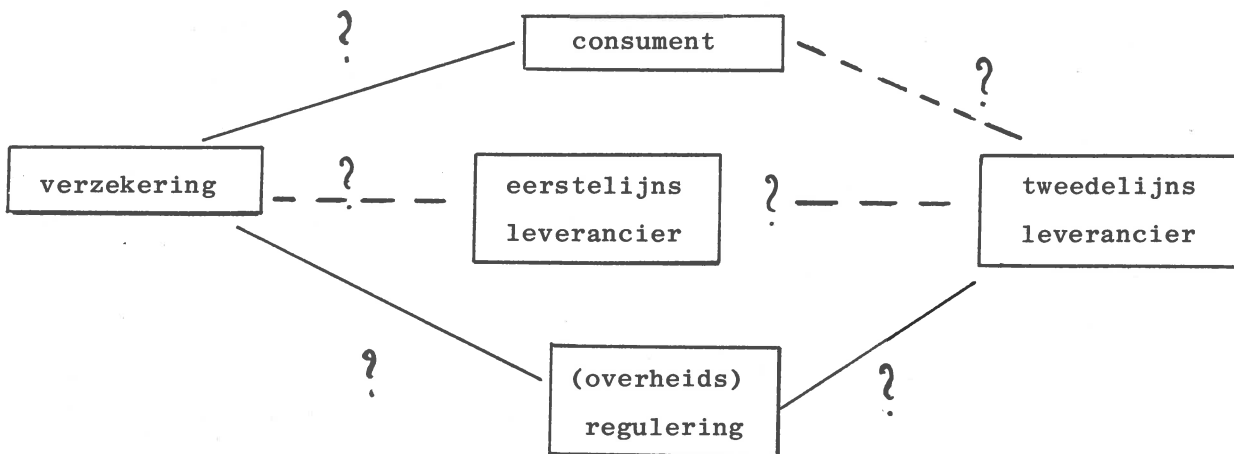 ?
consument
?
verzekering
?
eerstelijns
leverancier
?
tweedelijns
leverancier
?
(overheids)
regulering
?